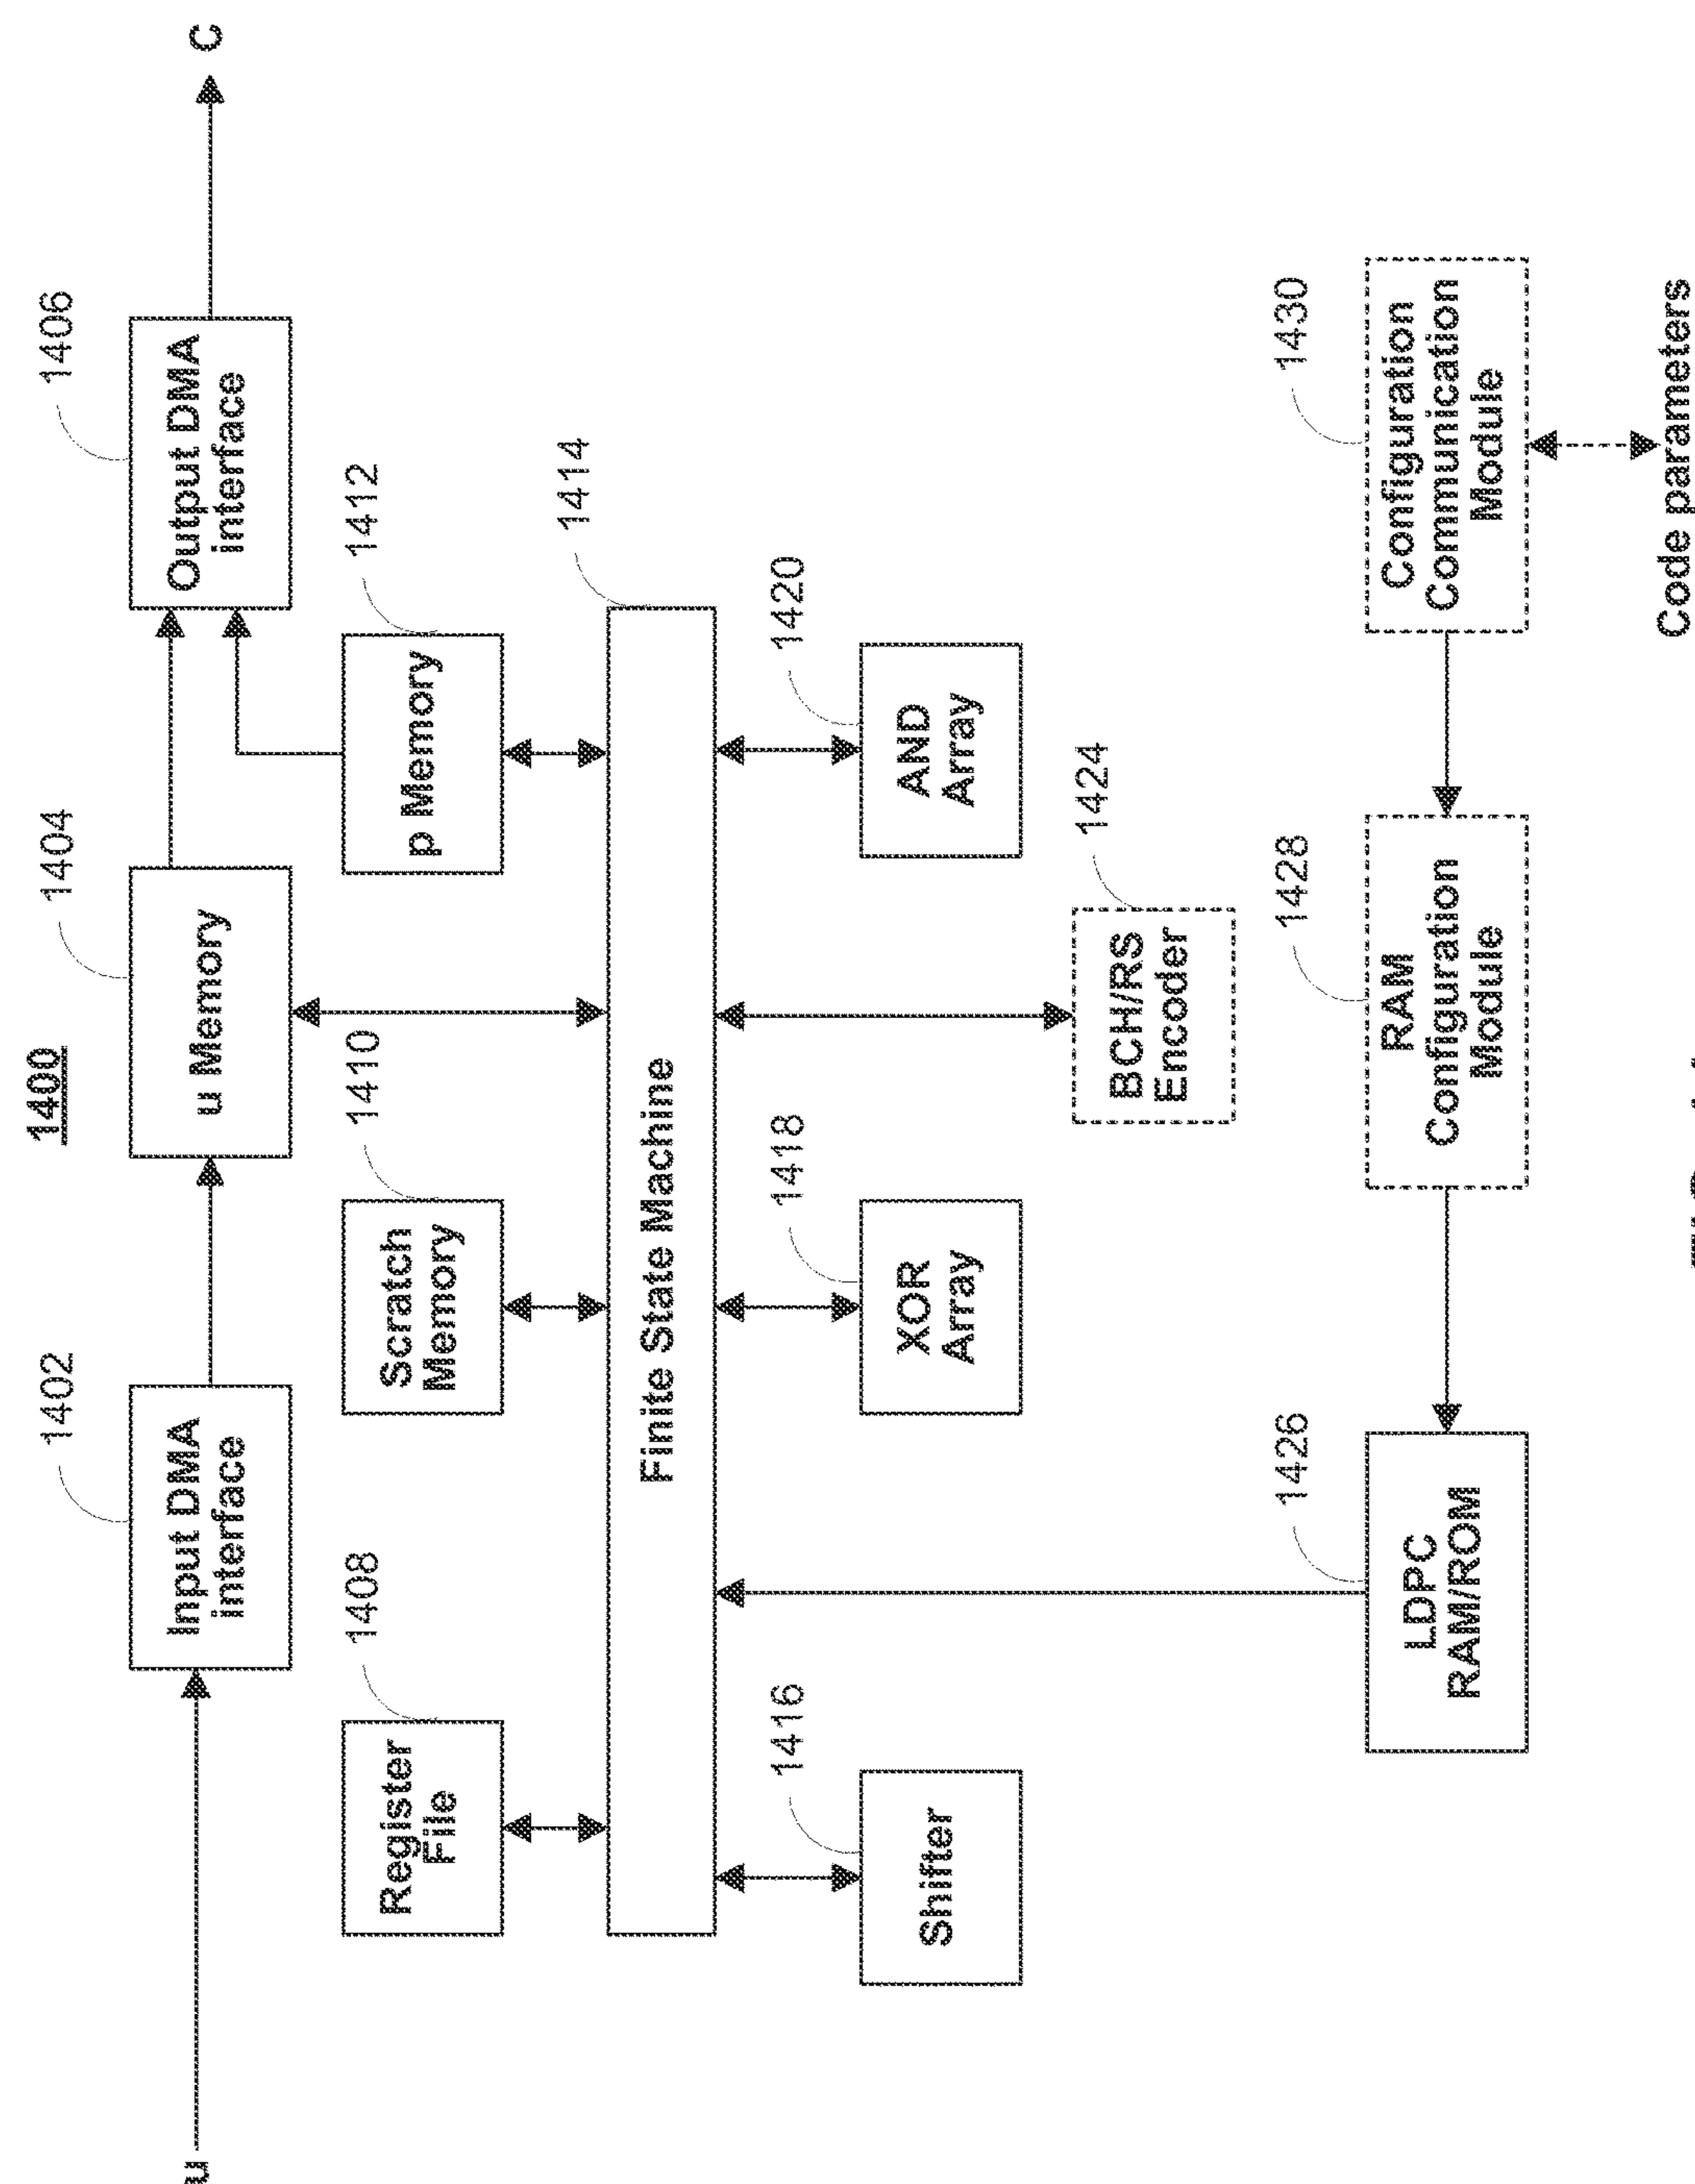 1400
u
1402
Input DMA
interface
1404
u Memory
1406
Output DMA
interface
C
1408
Register
File
1410
Scratch
Memory
1412
p Memory
1414
Finite State Machine
1416
Shifter
1418
XOR
Array
1420
AND
Array
1424
BCH/RS
Encoder
1426
LDPC
RAM/ROM
1428
RAM
Configuration
Module
1430
Configuration
Communication
Module
Code parameters